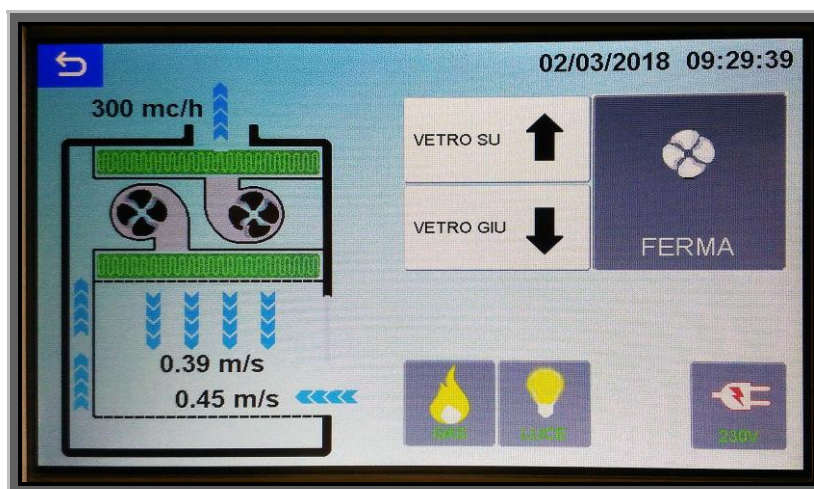 02/03/2018 09:29:39
300 mc/h
VETRO SU
VETRO GIU
FERMA
0.39 m/s
0.45 m/s
GAS
LUCE
230V